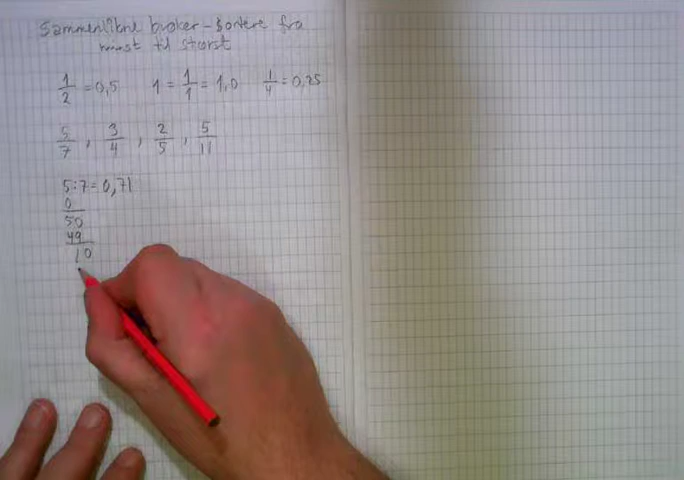 Sammenlikne brøker - Sortere fra
minst til størst
1/2 = 0,5 1 = 1/1 = 1,0 1/4 = 0,25
5/7 , 3/4 , 2/5 , 5/11
5:7 = 0,71
0
50
49
10